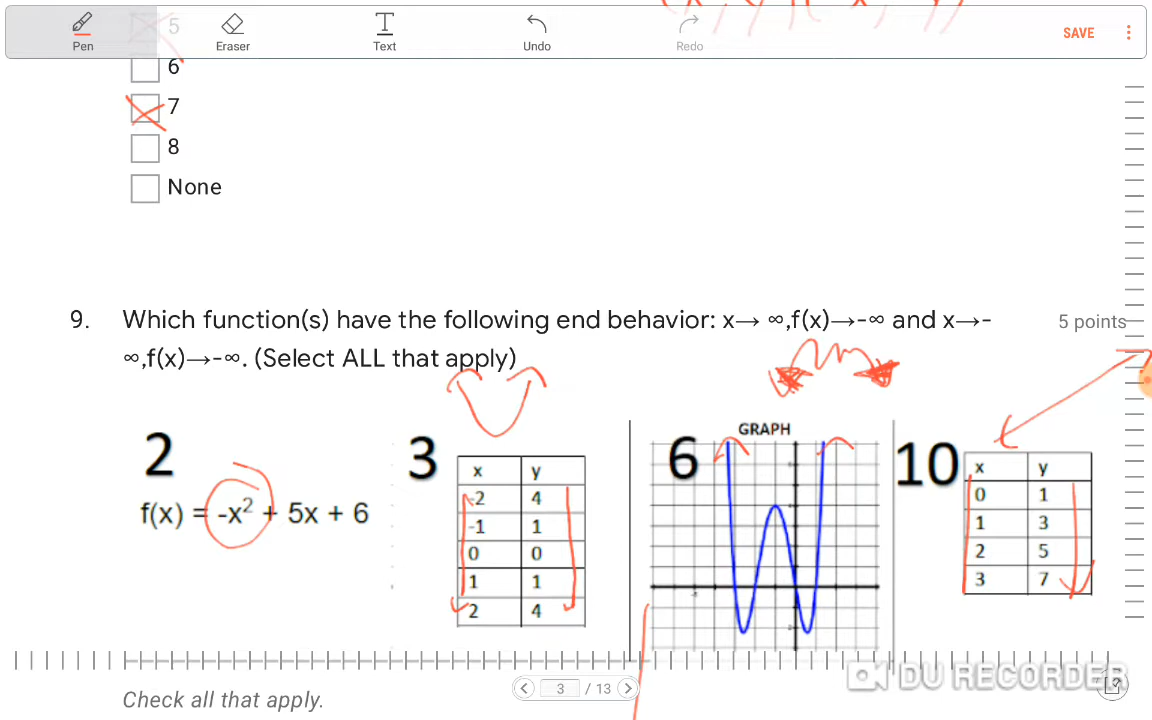 5
Pen
Eraser
Text
Undo
Redo
SAVE
6
7
8
None
9. Which function(s) have the following end behavior: x→ ∞,f(x)→-∞ and x→-
∞,f(x)→-∞. (Select ALL that apply)
5 points
2
f(x) = -x² + 5x + 6
3
x y
-2 4
-1 1
0 0
1 1
2 4
6
GRAPH
10
x y
0 1
1 3
2 5
3 7
Check all that apply.
3 / 13
DU RECORDER